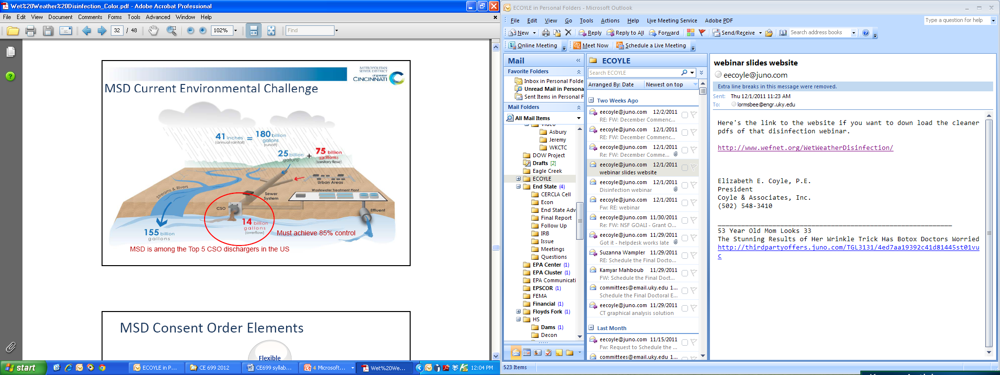 Wet%20Weather%20Disinfection_Color.pdf - Adobe Acrobat Professional
File Edit View Document Comments Forms Tools Advanced Window Help
32 / 48 102% Find
METROPOLITAN
SEWER DISTRICT
of greater
CINCINNATI
MSD Current Environmental Challenge
41 inches = 180 billion
(annual rainfall) gallons
(runoff)
25 billion + 75 billion
gallons
(sanitary flow)
Urban Areas
Streams & Rivers
Wastewater Treatment Plant
Sewer
System
CSO
Effluent
14 billion
gallons
(overflow)
Must achieve 85% control
155 billion
gallons
MSD is among the Top 5 CSO dischargers in the US
MSD Consent Order Elements
Flexible
start
ECOYLE in P...
CE 699 2012
CE699 syllab...
4 Microsoft...
Wet%20We...
12:04 PM
ECOYLE in Personal Folders - Microsoft Outlook
File Edit View Go Tools Actions Help Live Meeting Service Adobe PDF
Type a question for help
New Reply Reply to All Forward Send/Receive Search address books
Online Meeting Meet Now Schedule a Live Meeting
Mail
Favorite Folders
Inbox in Personal Folde
Unread Mail in Persona
Sent Items in Personal F
Mail Folders
All Mail Items
Video
Asbury
Jeremy
WKCTC
DOW Project
Drafts [2]
Eagle Creek
ECOYLE
End State (4)
CERCLA Cell
Econ
End State Adv
Final Report
Follow Up
IRB
Issue
Meetings
Questions
EPA Center (1)
EPA Cluster (1)
EPA Communicati
EPSCOR (1)
FEMA
Financial (1)
Floyds Fork (1)
HS
Dams (1)
Decon
ECOYLE
Search ECOYLE
Arranged By: Date Newest on top
Two Weeks Ago
eecoyle@juno.com 12/2/2011
RE: FW: December Commenc...
eecoyle@juno.com 12/1/2011
RE: FW: December Commenc...
eecoyle@juno.com 12/1/2011
Re: FW: December Comme...
eecoyle@juno.com 12/1/2011
webinar slides website
eecoyle@juno.com 12/1/2011
Disinfection webinar
eecoyle@juno.com 12/1/2011
Fw: RE: webinar
eecoyle@juno.com 11/30/2011
Re: FW: NSF GOALI - Grant O...
eecoyle@juno.com 11/29/2011
Got it - helpdesk works late
Suzanna Wampler 11/29/2011
RE: Schedule the Final Docto...
Kamyar Mahboub 11/29/2011
FW: Schedule the Final Doct...
committees@email.uky.edu 1...
Schedule the Final Doctoral E...
eecoyle@juno.com 11/29/2011
CT graphical analysis solution
Last Month
eecoyle@juno.com 11/15/2011
Fw: Request to Schedule the ...
committees@email.uky.edu 1...
523 Items
webinar slides website
eecoyle@juno.com
Extra line breaks in this message were removed.
Sent: Thu 12/1/2011 11:23 AM
To: lormsbee@engr.uky.edu
Here's the link to the website if you want to down load the cleaner
pdfs of that disinfection webinar.
http://www.wefnet.org/WetWeatherDisinfection/
Elizabeth E. Coyle, P.E.
President
Coyle & Associates, Inc.
(502) 548-3410
53 Year Old Mom Looks 33
The Stunning Results of Her Wrinkle Trick Has Botox Doctors Worried
http://thirdpartyoffers.juno.com/TGL3131/4ed7aa19392c41d81445st01vu
c